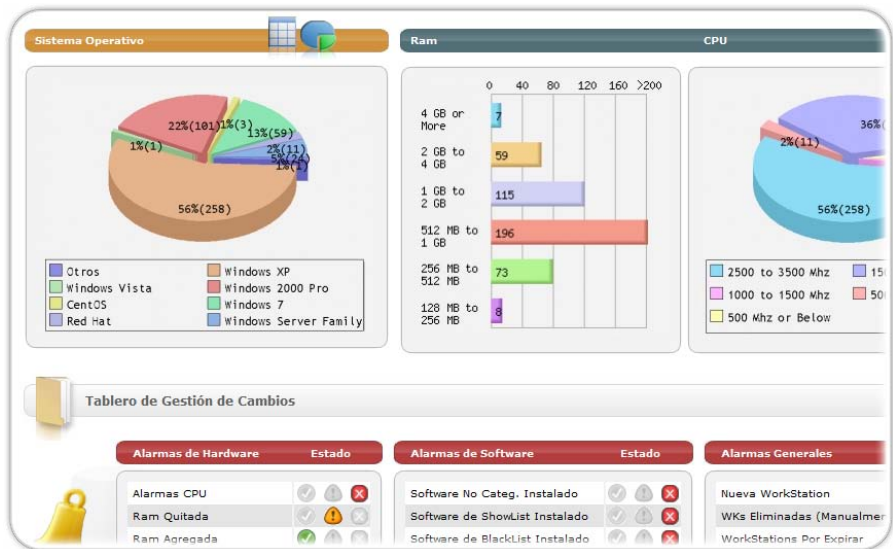 Sistema Operativo
Ram
CPU
22%(101)
1%(3)
13%(59)
2%(11)
5%(24)
1%(1)
1%(1)
56%(258)
Otros
Windows XP
Windows Vista
Windows 2000 Pro
CentOS
Windows 7
Red Hat
Windows Server Family
0 40 80 120 160 >200
4 GB or
More
7
2 GB to
4 GB
59
1 GB to
2 GB
115
512 MB to
1 GB
196
256 MB to
512 MB
73
128 MB to
256 MB
8
36%(
2%(11)
56%(258)
2500 to 3500 Mhz
1000 to 1500 Mhz
500 Mhz or Below
Tablero de Gestión de Cambios
Alarmas de Hardware Estado
Alarmas CPU
Ram Quitada
Ram Agregada
Alarmas de Software Estado
Software No Categ. Instalado
Software de ShowList Instalado
Software de BlackList Instalado
Alarmas Generales
Nueva WorkStation
WKs Eliminadas (Manualmen
WorkStations Por Expirar